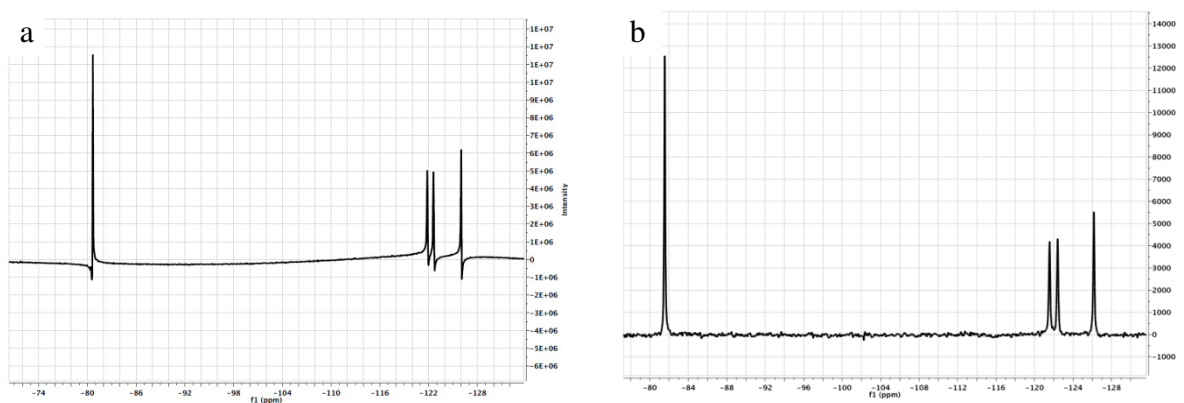 a
1E+07
1E+07
1E+07
1E+07
9E+06
8E+06
7E+06
6E+06
5E+06
4E+06
3E+06
2E+06
1E+06
0
-1E+06
-2E+06
-3E+06
-4E+06
-5E+06
-6E+06
Intensity
-74
-80
-86
-92
-98
-104
-110
-116
-122
-128
f1 (ppm)
b
14000
13000
12000
11000
10000
9000
8000
7000
6000
5000
4000
3000
2000
1000
0
-1000
-80
-84
-88
-92
-96
-100
-104
-108
-112
-116
-120
-124
-128
f1 (ppm)